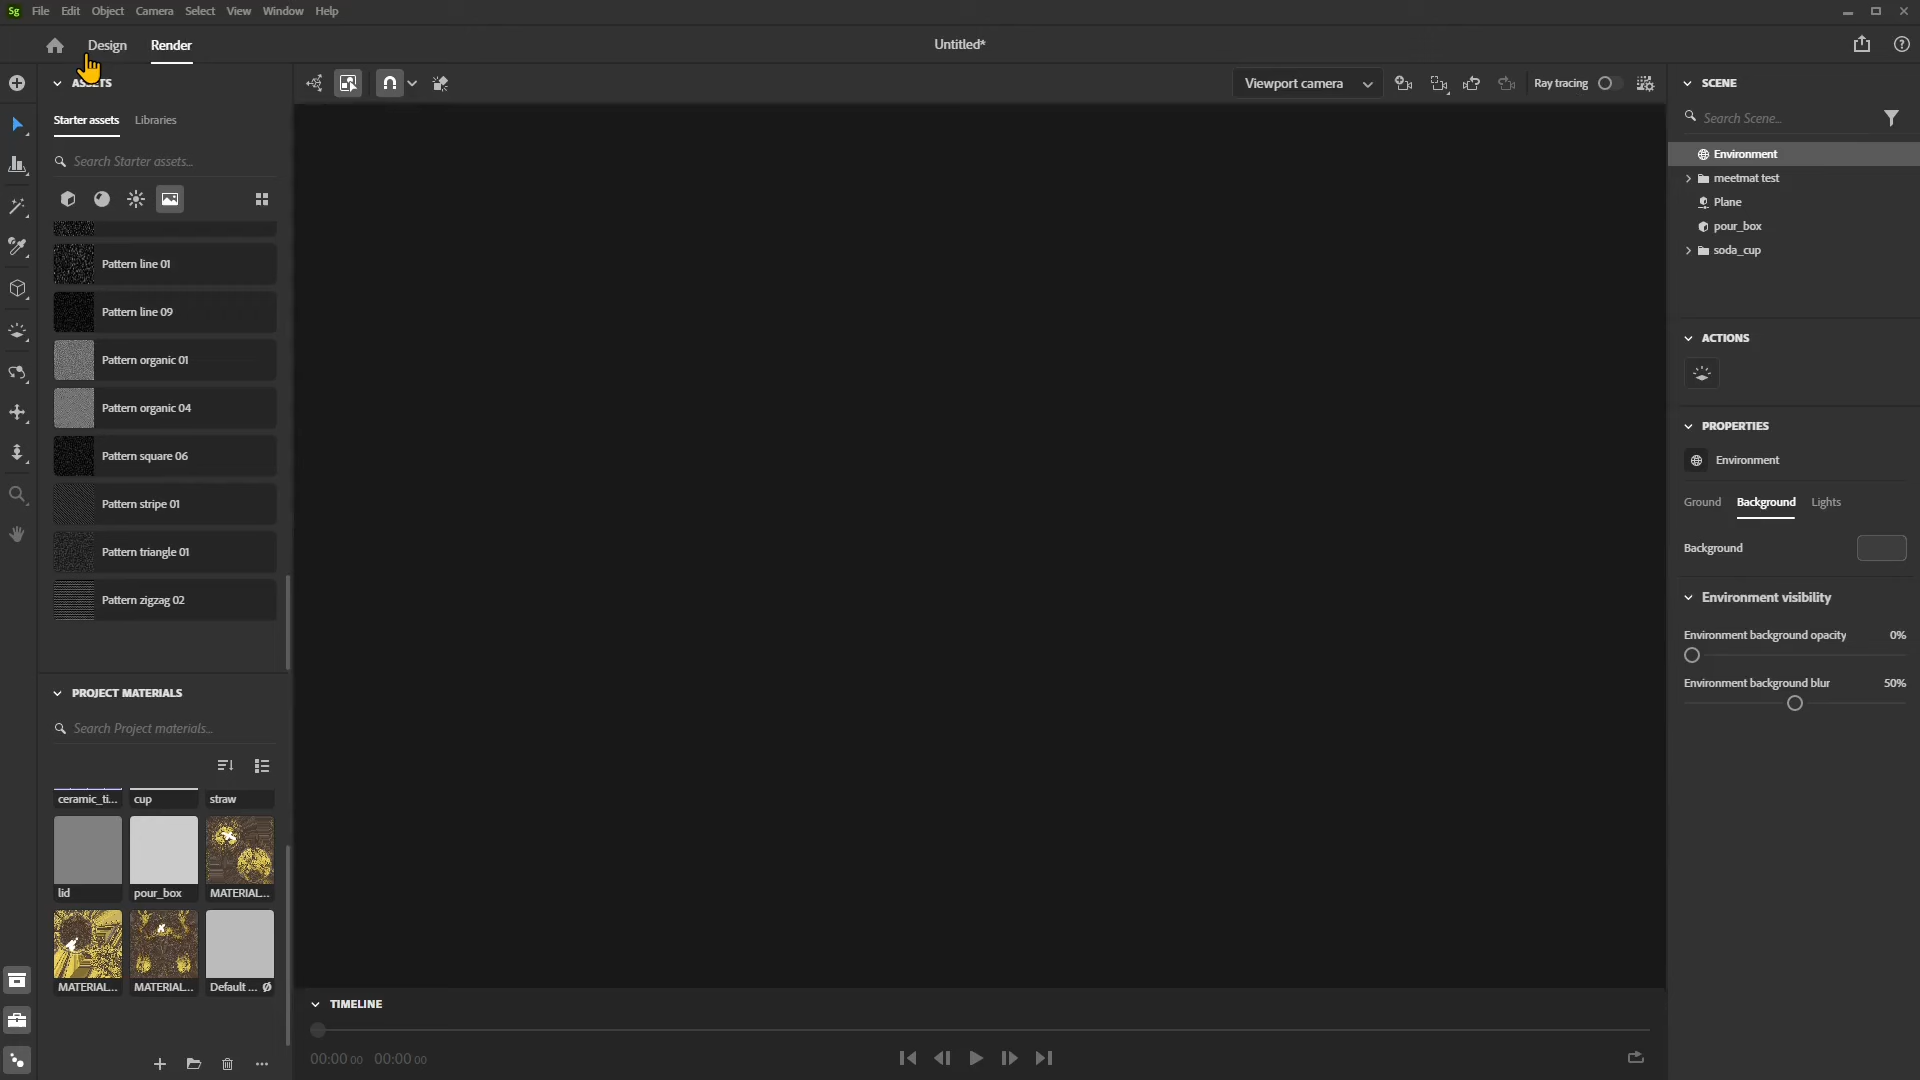 Sg File Edit Object Camera Select View Window Help
Design Render Untitled*
ASSETS
Starter assets Libraries
Search Starter assets...
Pattern line 01
Pattern line 09
Pattern organic 01
Pattern organic 04
Pattern square 06
Pattern stripe 01
Pattern triangle 01
Pattern zigzag 02
PROJECT MATERIALS
Search Project materials...
ceramic_ti... cup straw
lid pour_box MATERIAL...
MATERIAL... MATERIAL... Default ...
Viewport camera Ray tracing
TIMELINE
00:00 00 00:00 00
SCENE
Search Scene...
Environment
meetmat test
Plane
pour_box
soda_cup
ACTIONS
PROPERTIES
Environment
Ground Background Lights
Background
Environment visibility
Environment background opacity 0%
Environment background blur 50%